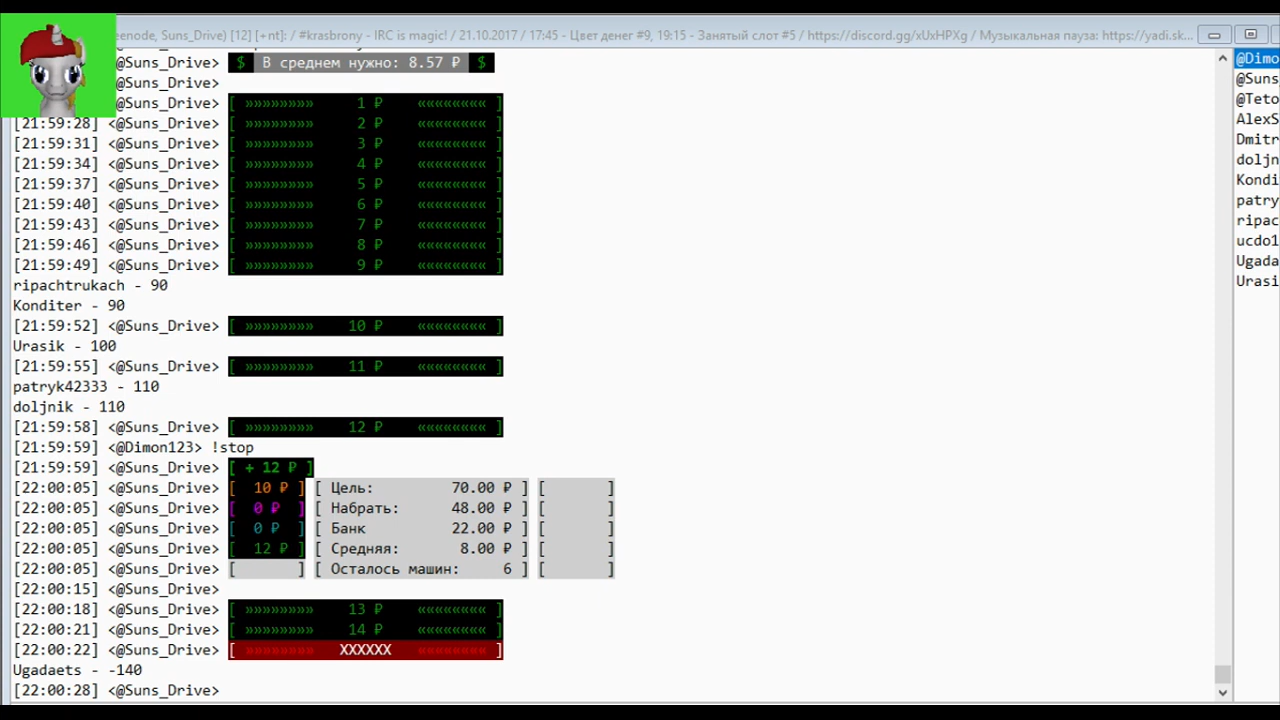 eenode, Suns_Drive) [12] [+nt]: / #krasbrony - IRC is magic! / 21.10.2017 / 17:45 - Цвет денег #9, 19:15 - Занятый слот #5 / https://discord.gg/xUxHPXg / Музыкальная пауза: https://yadi.sk...
@Suns_Drive> $ В среднем нужно: 8.57 ₽ $
@Suns_Drive>
@Suns_Drive> [ »»»»»»»» 1 ₽ «««««««« ]
[21:59:28] <@Suns_Drive> [ »»»»»»»» 2 ₽ «««««««« ]
[21:59:31] <@Suns_Drive> [ »»»»»»»» 3 ₽ «««««««« ]
[21:59:34] <@Suns_Drive> [ »»»»»»»» 4 ₽ «««««««« ]
[21:59:37] <@Suns_Drive> [ »»»»»»»» 5 ₽ «««««««« ]
[21:59:40] <@Suns_Drive> [ »»»»»»»» 6 ₽ «««««««« ]
[21:59:43] <@Suns_Drive> [ »»»»»»»» 7 ₽ «««««««« ]
[21:59:46] <@Suns_Drive> [ »»»»»»»» 8 ₽ «««««««« ]
[21:59:49] <@Suns_Drive> [ »»»»»»»» 9 ₽ «««««««« ]
ripachtrukach - 90
Konditer - 90
[21:59:52] <@Suns_Drive> [ »»»»»»»» 10 ₽ «««««««« ]
Urasik - 100
[21:59:55] <@Suns_Drive> [ »»»»»»»» 11 ₽ «««««««« ]
patryk42333 - 110
doljnik - 110
[21:59:58] <@Suns_Drive> [ »»»»»»»» 12 ₽ «««««««« ]
[21:59:59] <@Dimon123> !stop
[21:59:59] <@Suns_Drive> [ + 12 ₽ ]
[22:00:05] <@Suns_Drive> [ 10 ₽ ] [ Цель: 70.00 ₽ ] [ ]
[22:00:05] <@Suns_Drive> [ 0 ₽ ] [ Набрать: 48.00 ₽ ] [ ]
[22:00:05] <@Suns_Drive> [ 0 ₽ ] [ Банк 22.00 ₽ ] [ ]
[22:00:05] <@Suns_Drive> [ 12 ₽ ] [ Средняя: 8.00 ₽ ] [ ]
[22:00:05] <@Suns_Drive> [ ] [ Осталось машин: 6 ] [ ]
[22:00:15] <@Suns_Drive>
[22:00:18] <@Suns_Drive> [ »»»»»»»» 13 ₽ «««««««« ]
[22:00:21] <@Suns_Drive> [ »»»»»»»» 14 ₽ «««««««« ]
[22:00:22] <@Suns_Drive> [ »»»»»»»» XXXXXX «««««««« ]
Ugadaets - -140
[22:00:28] <@Suns_Drive>
@Dimo
@Suns
@Teto
AlexS
Dmitr
doljn
Kondi
patry
ripac
ucdo1
Ugada
Urasi